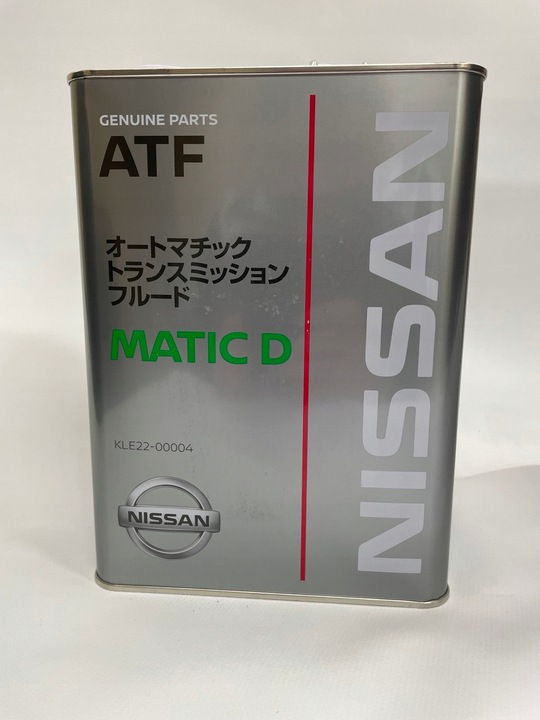 GENUINE PARTS
ATF
オートマチック
トランスミッション
フルード
MATIC D
KLE22-00004
NISSAN
NISSAN